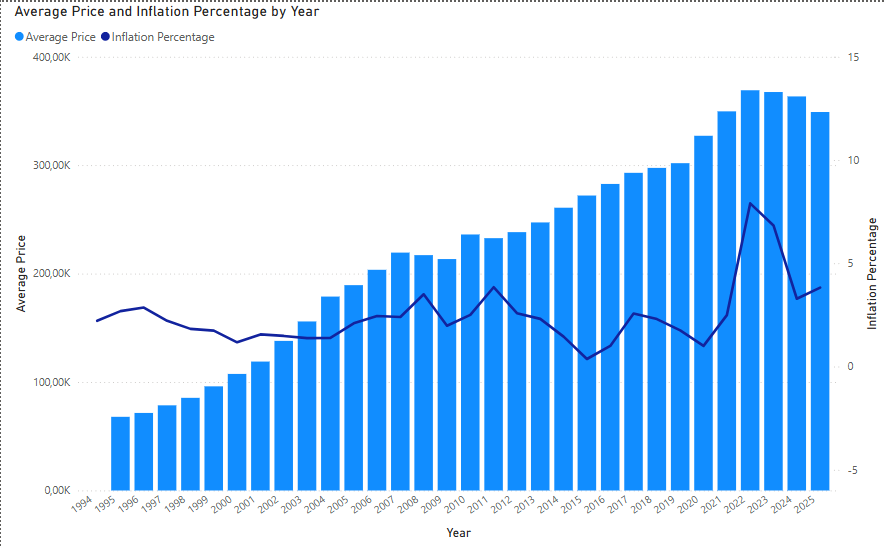 Average Price and Inflation Percentage by Year
Average Price Inflation Percentage
400,00K
300,00K
200,00K
100,00K
0,00K
Average Price
15
10
5
0
-5
Inflation Percentage
1994 1995 1996 1997 1998 1999 2000 2001 2002 2003 2004 2005 2006 2007 2008 2009 2010 2011 2012 2013 2014 2015 2016 2017 2018 2019 2020 2021 2022 2023 2024 2025
Year